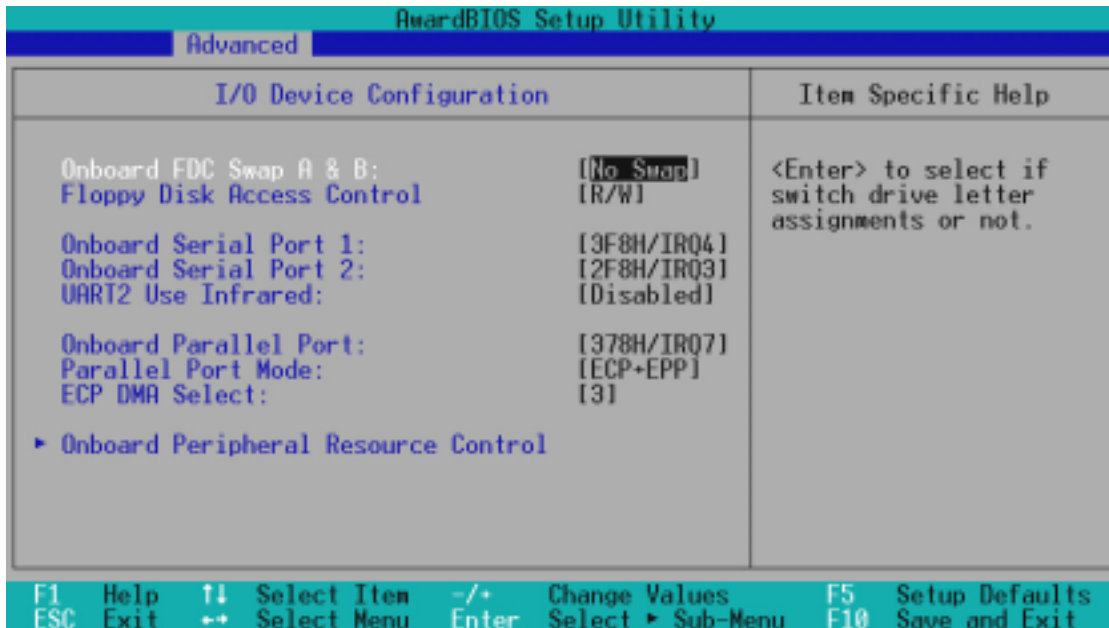 AwardBIOS Setup Utility
Advanced
I/O Device Configuration
Item Specific Help
Onboard FDC Swap A & B: [No Swap]
Floppy Disk Access Control [R/W]
Onboard Serial Port 1: [3F8H/IRQ4]
Onboard Serial Port 2: [2F8H/IRQ3]
UART2 Use Infrared: [Disabled]
Onboard Parallel Port: [378H/IRQ7]
Parallel Port Mode: [ECP+EPP]
ECP DMA Select: [3]
► Onboard Peripheral Resource Control
<Enter> to select if
switch drive letter
assignments or not.
F1 Help ↑↓ Select Item -/+ Change Values F5 Setup Defaults
ESC Exit ←→ Select Menu Enter Select ► Sub-Menu F10 Save and Exit